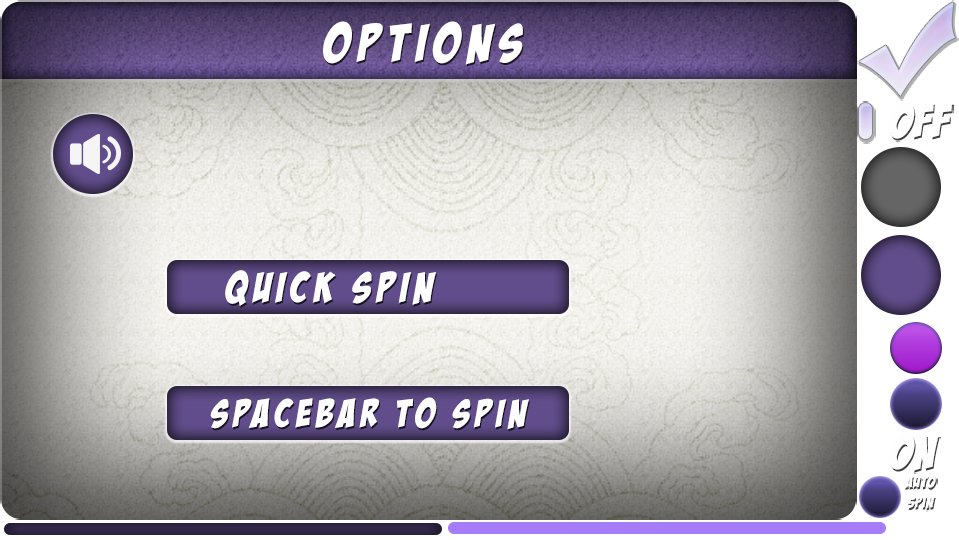 OPTIONS
OFF
QUICK SPIN
SPACEBAR TO SPIN
ON
AUTO
SPIN